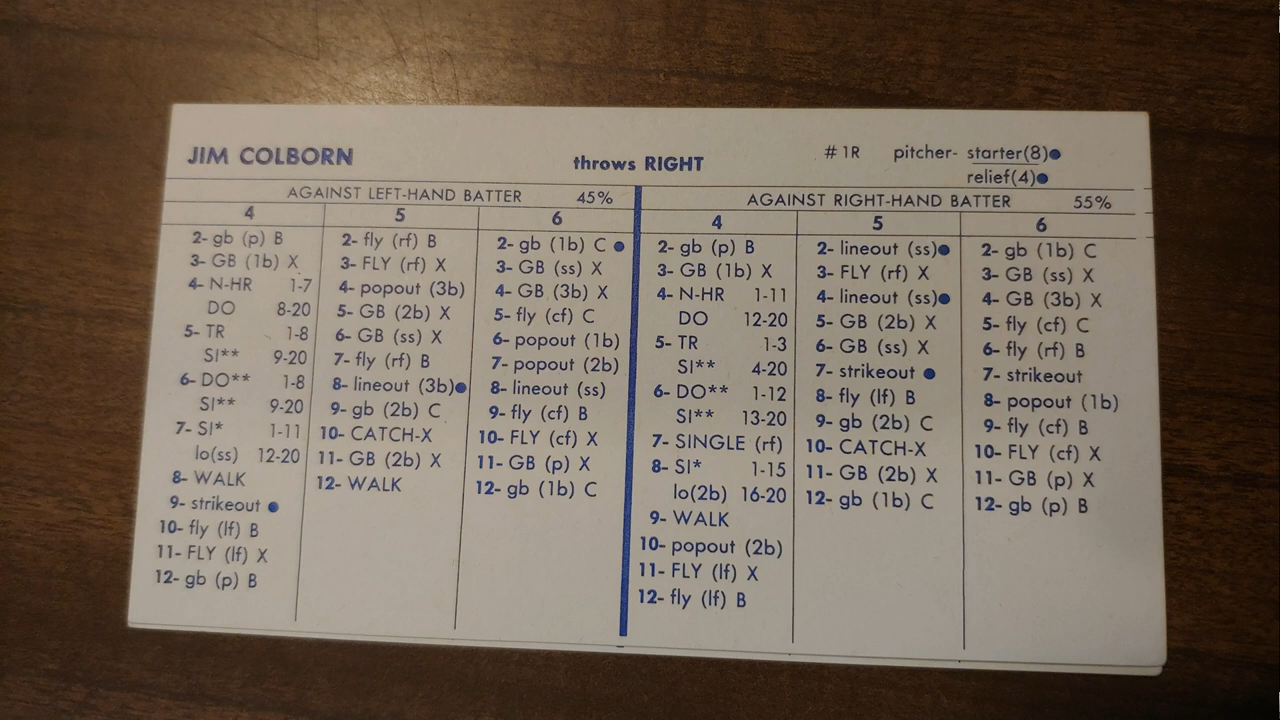 JIM COLBORN throws RIGHT #1R pitcher- starter(8)●
relief(4)●
AGAINST LEFT-HAND BATTER 45%
4
2- gb (p) B
3- GB (1b) X
4- N-HR 1-7
DO 8-20
5- TR 1-8
SI** 9-20
6- DO** 1-8
SI** 9-20
7- SI* 1-11
lo(ss) 12-20
8- WALK
9- strikeout ●
10- fly (lf) B
11- FLY (lf) X
12- gb (p) B
5
2- fly (rf) B
3- FLY (rf) X
4- popout (3b)
5- GB (2b) X
6- GB (ss) X
7- fly (rf) B
8- lineout (3b)●
9- gb (2b) C
10- CATCH-X
11- GB (2b) X
12- WALK
6
2- gb (1b) C ●
3- GB (ss) X
4- GB (3b) X
5- fly (cf) C
6- popout (1b)
7- popout (2b)
8- lineout (ss)
9- fly (cf) B
10- FLY (cf) X
11- GB (p) X
12- gb (1b) C
AGAINST RIGHT-HAND BATTER 55%
4
2- gb (p) B
3- GB (1b) X
4- N-HR 1-11
DO 12-20
5- TR 1-3
SI** 4-20
6- DO** 1-12
SI** 13-20
7- SINGLE (rf)
8- SI* 1-15
lo(2b) 16-20
9- WALK
10- popout (2b)
11- FLY (lf) X
12- fly (lf) B
5
2- lineout (ss)●
3- FLY (rf) X
4- lineout (ss)●
5- GB (2b) X
6- GB (ss) X
7- strikeout ●
8- fly (lf) B
9- gb (2b) C
10- CATCH-X
11- GB (2b) X
12- gb (1b) C
6
2- gb (1b) C
3- GB (ss) X
4- GB (3b) X
5- fly (cf) C
6- fly (rf) B
7- strikeout
8- popout (1b)
9- fly (cf) B
10- FLY (cf) X
11- GB (p) X
12- gb (p) B